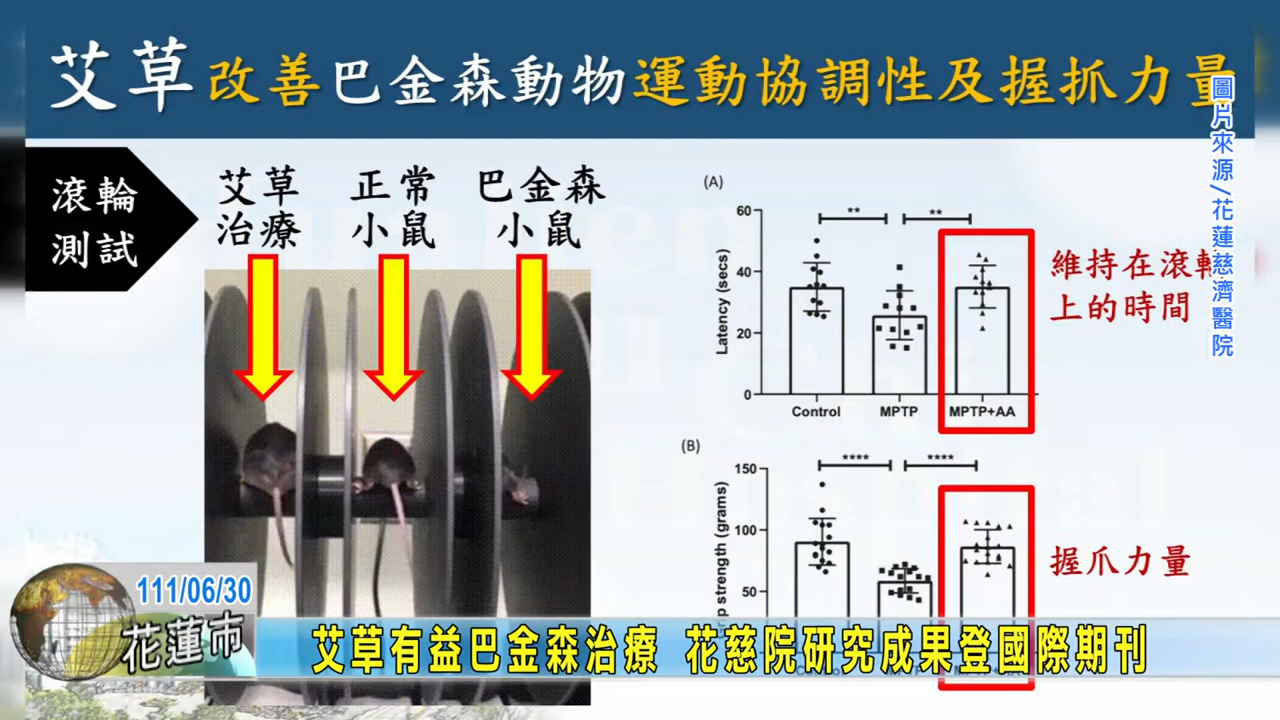 艾草改善巴金森動物運動協調性及握抓力量
圖片來源/花蓮慈濟醫院
滾輪
測試
艾草
治療
正常
小鼠
巴金森
小鼠
(A)
Latency (secs)
60
40
20
0
**
**
Control
MPTP
MPTP+AA
維持在滾輪
上的時間
(B)
strength (grams)
150
100
50
****
****
握爪力量
111/06/30
花蓮市
艾草有益巴金森治療 花慈院研究成果登國際期刊